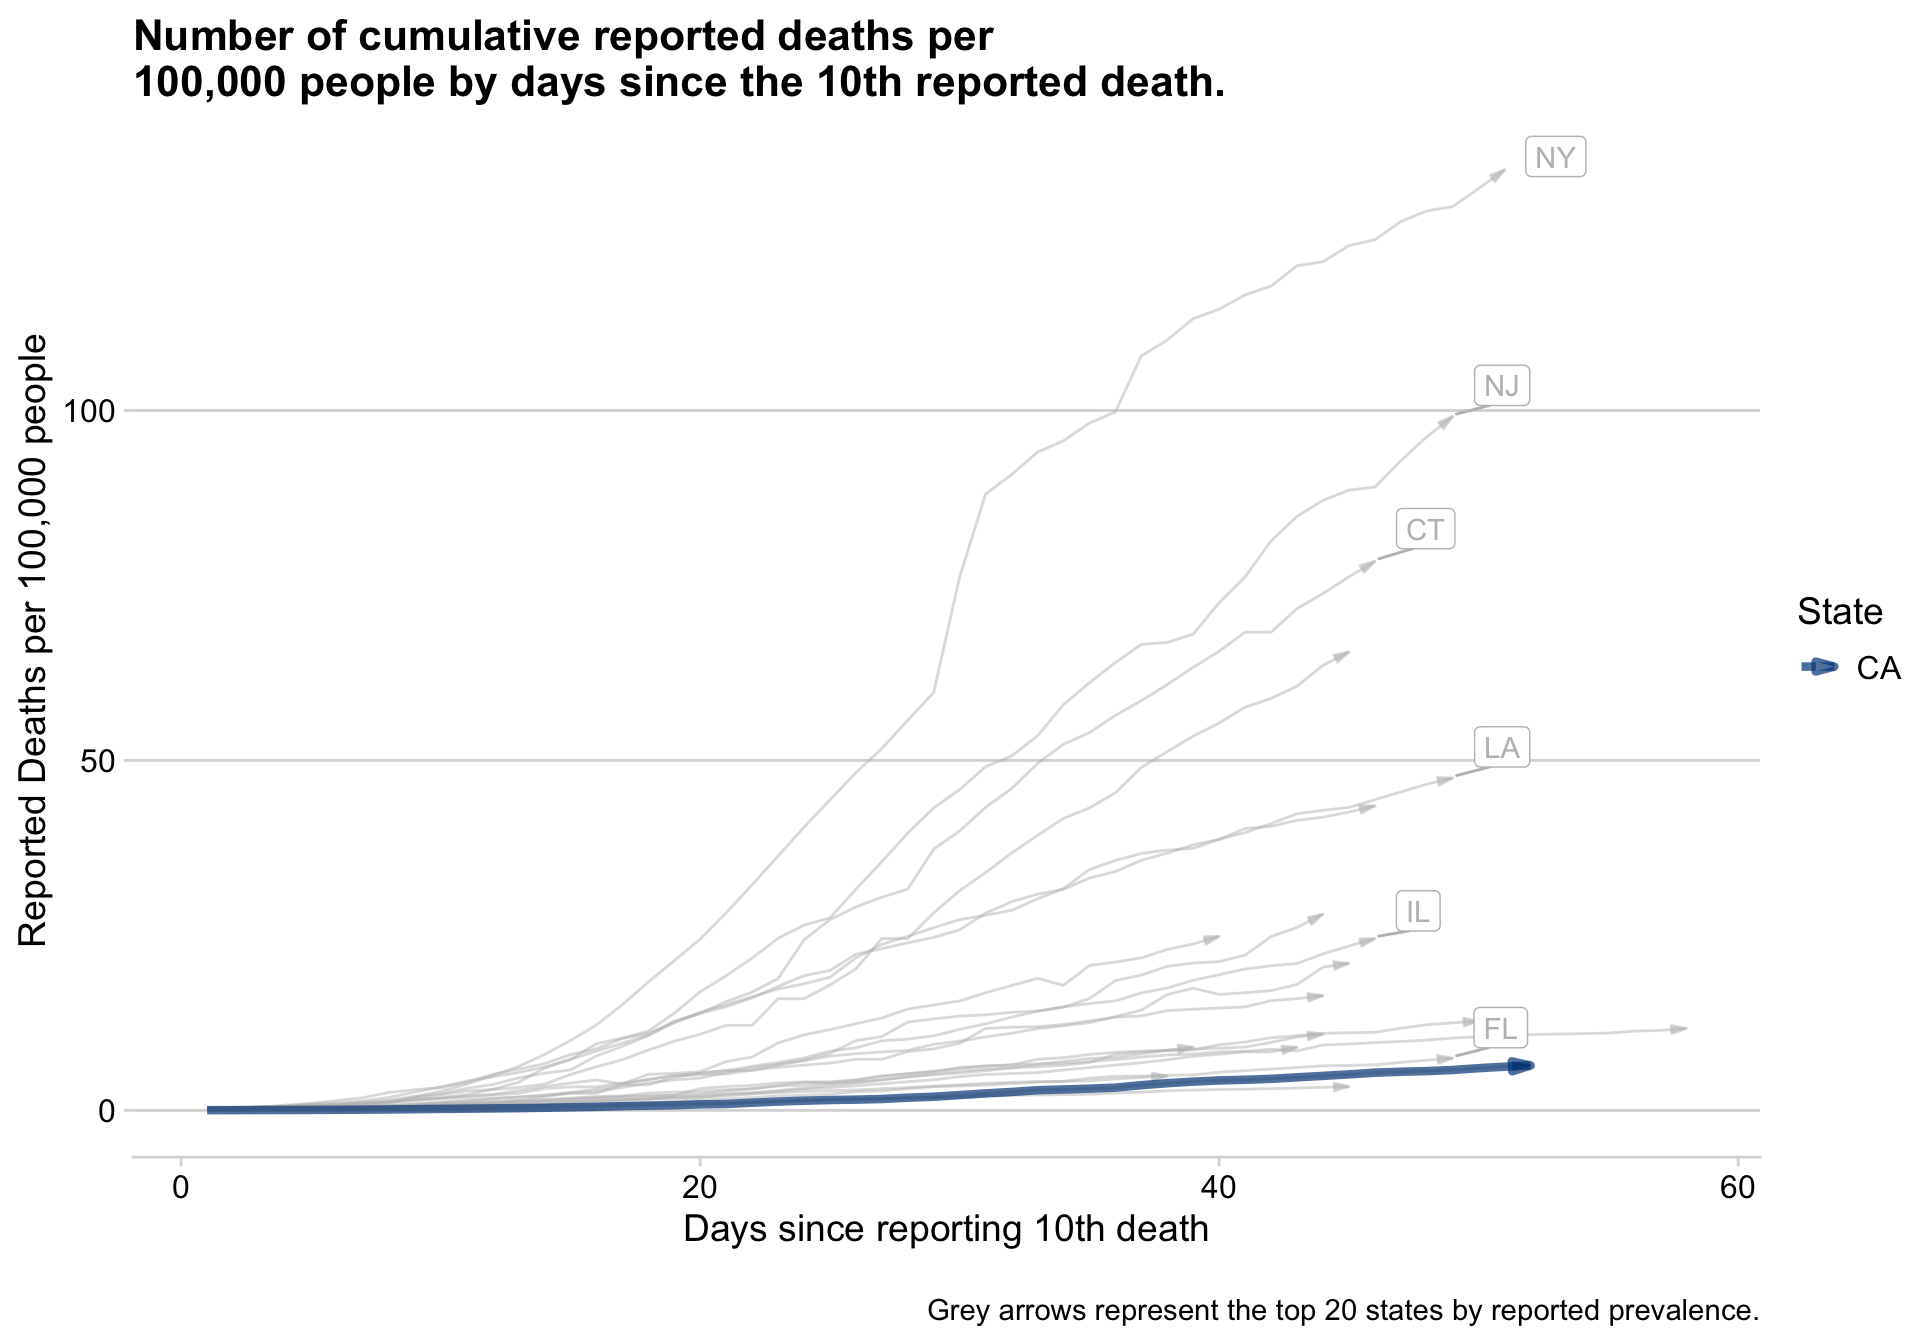 Number of cumulative reported deaths per
100,000 people by days since the 10th reported death.
NY
NJ
100
CT
State
CA
LA
50
IL
FL
0
Reported Deaths per 100,000 people
0 20 40 60
Days since reporting 10th death
Grey arrows represent the top 20 states by reported prevalence.